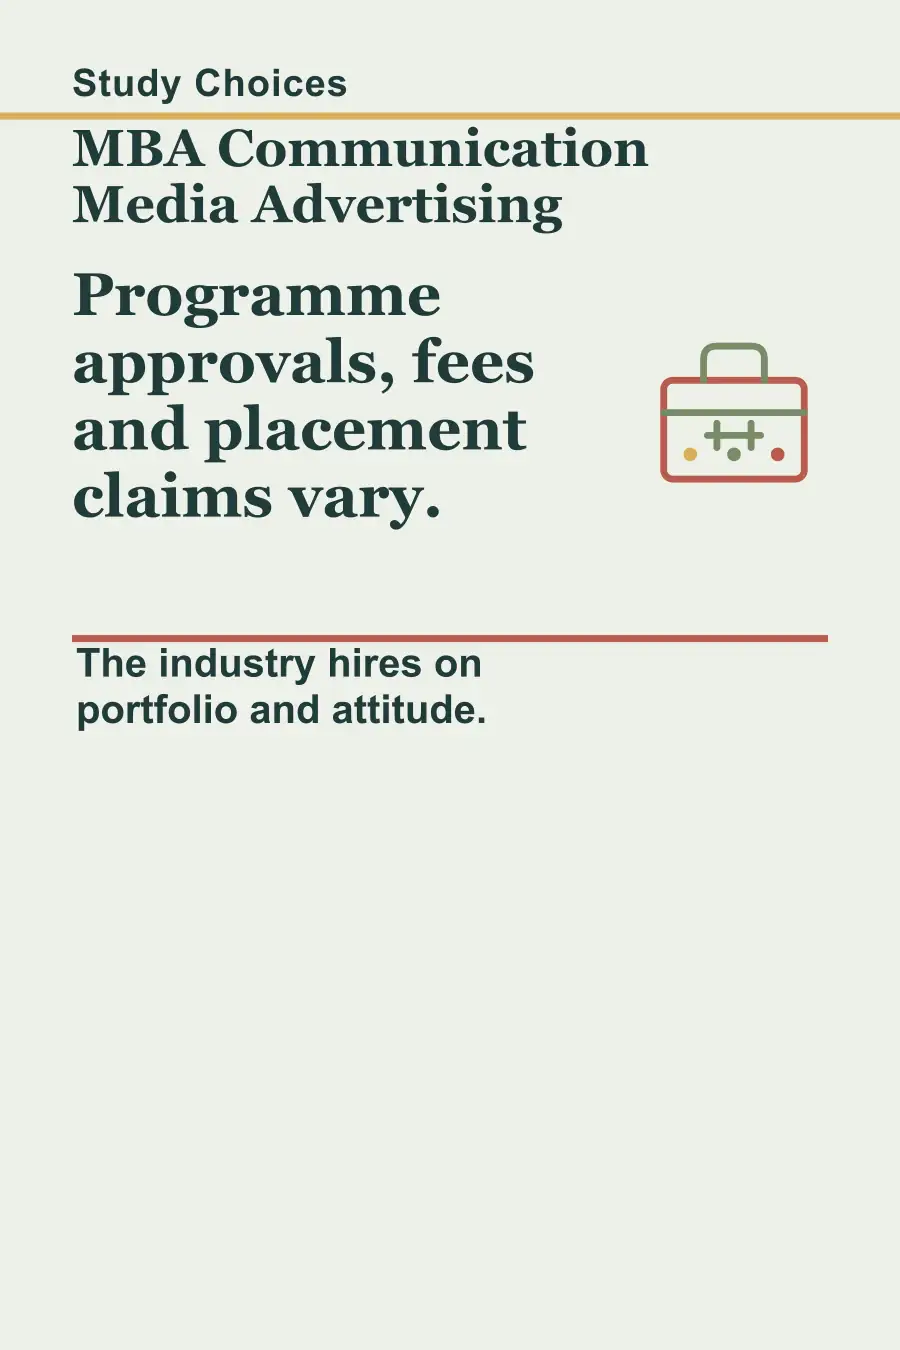 Study Choices
MBA Communication
Media Advertising
Programme
approvals, fees
and placement
claims vary.
The industry hires on
portfolio and attitude.